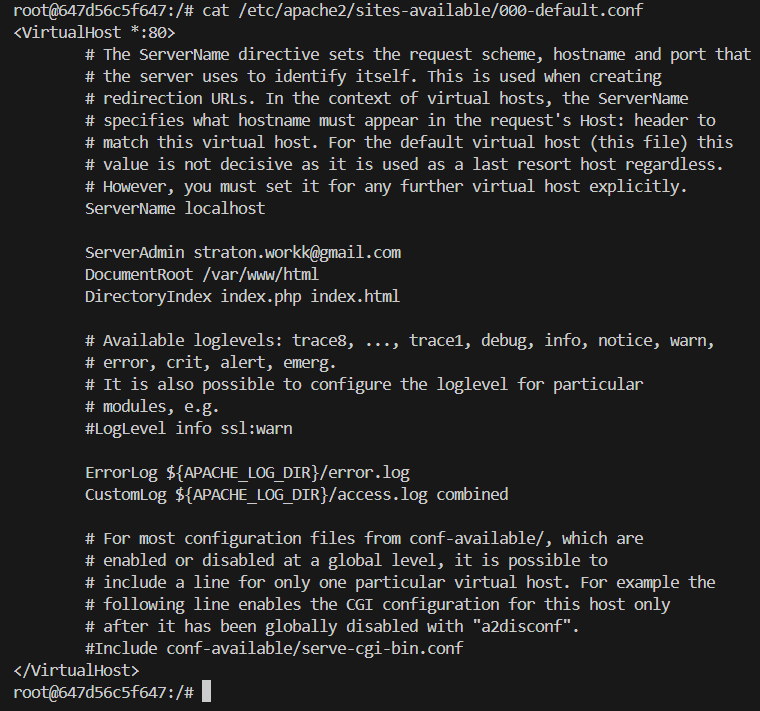 root@647d56c5f647:/# cat /etc/apache2/sites-available/000-default.conf
<VirtualHost *:80>
        # The ServerName directive sets the request scheme, hostname and port that
        # the server uses to identify itself. This is used when creating
        # redirection URLs. In the context of virtual hosts, the ServerName
        # specifies what hostname must appear in the request's Host: header to
        # match this virtual host. For the default virtual host (this file) this
        # value is not decisive as it is used as a last resort host regardless.
        # However, you must set it for any further virtual host explicitly.
        ServerName localhost

        ServerAdmin straton.workk@gmail.com
        DocumentRoot /var/www/html
        DirectoryIndex index.php index.html

        # Available loglevels: trace8, ..., trace1, debug, info, notice, warn,
        # error, crit, alert, emerg.
        # It is also possible to configure the loglevel for particular
        # modules, e.g.
        #LogLevel info ssl:warn

        ErrorLog ${APACHE_LOG_DIR}/error.log
        CustomLog ${APACHE_LOG_DIR}/access.log combined

        # For most configuration files from conf-available/, which are
        # enabled or disabled at a global level, it is possible to
        # include a line for only one particular virtual host. For example the
        # following line enables the CGI configuration for this host only
        # after it has been globally disabled with "a2disconf".
        #Include conf-available/serve-cgi-bin.conf
</VirtualHost>
root@647d56c5f647:/#